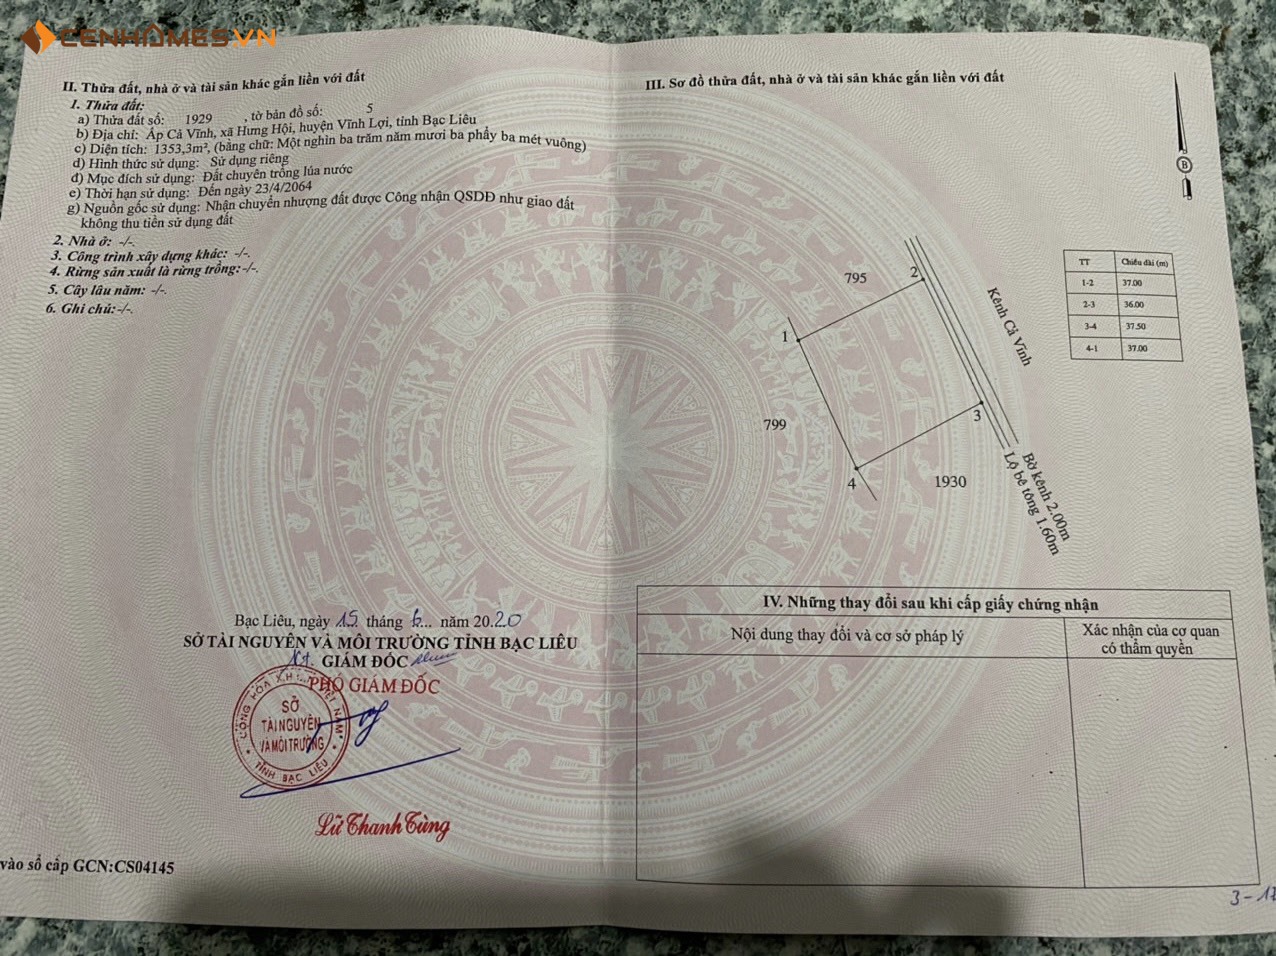 CENHOMES.VN
II. Thửa đất, nhà ở và tài sản khác gắn liền với đất
1. Thửa đất:
a) Thửa đất số: 1929 , tờ bản đồ số: 5
b) Địa chỉ: Ấp Cả Vĩnh, xã Hưng Hội, huyện Vĩnh Lợi, tỉnh Bạc Liêu
c) Diện tích: 1353,3m², (bằng chữ: Một nghìn ba trăm năm mươi ba phẩy ba mét vuông)
d) Hình thức sử dụng: Sử dụng riêng
đ) Mục đích sử dụng: Đất chuyên trồng lúa nước
e) Thời hạn sử dụng: Đến ngày 23/4/2064
g) Nguồn gốc sử dụng: Nhận chuyển nhượng đất được Công nhận QSDĐ như giao đất
không thu tiền sử dụng đất
2. Nhà ở: -/-.
3. Công trình xây dựng khác: -/-.
4. Rừng sản xuất là rừng trồng:-/-.
5. Cây lâu năm: -/-.
6. Ghi chú:-/-.
Bạc Liêu, ngày 15 tháng 6... năm 20.20
SỞ TÀI NGUYÊN VÀ MÔI TRƯỜNG TỈNH BẠC LIÊU
Kt. GIÁM ĐỐC
PHÓ GIÁM ĐỐC
CỘNG HÒA X.H VIỆT NAM
SỞ
TÀI NGUYÊN
VÀ MÔI TRƯỜNG
TỈNH BẠC LIÊU
Lữ Thanh Tùng
vào sổ cấp GCN:CS04145
III. Sơ đồ thửa đất, nhà ở và tài sản khác gắn liền với đất
B
795
2
1
799
3
4
1930
Kênh Cả Vĩnh
Bờ kênh 2.00m
Lộ bê tông 1.60m
TT Chiều dài (m)
1-2 37.00
2-3 36.00
3-4 37.50
4-1 37.00
IV. Những thay đổi sau khi cấp giấy chứng nhận
Nội dung thay đổi và cơ sở pháp lý
Xác nhận của cơ quan
có thẩm quyền